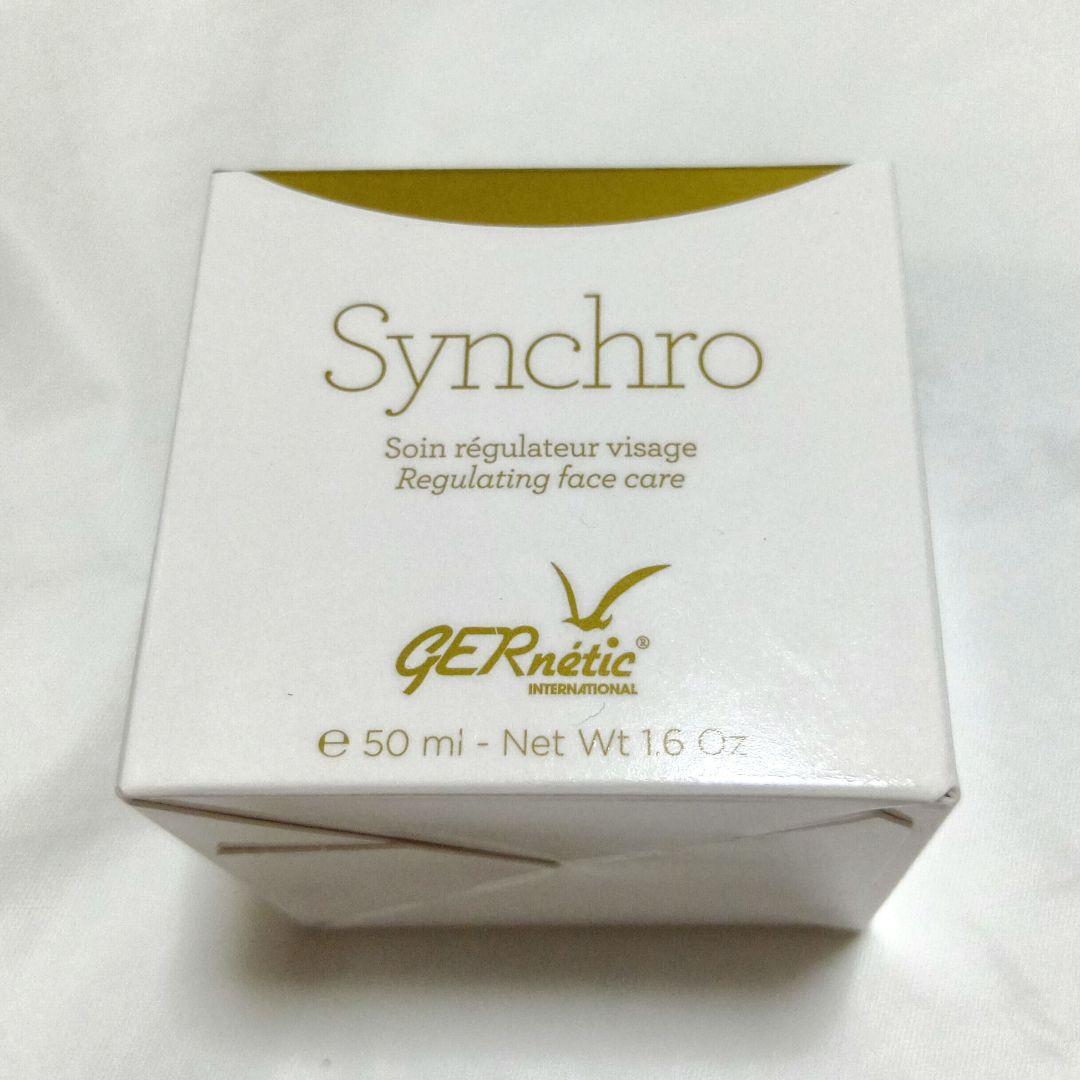 Synchro
Soin régulateur visage
Regulating face care
GERnétic®
INTERNATIONAL
℮ 50 ml - Net Wt 1.6 Oz